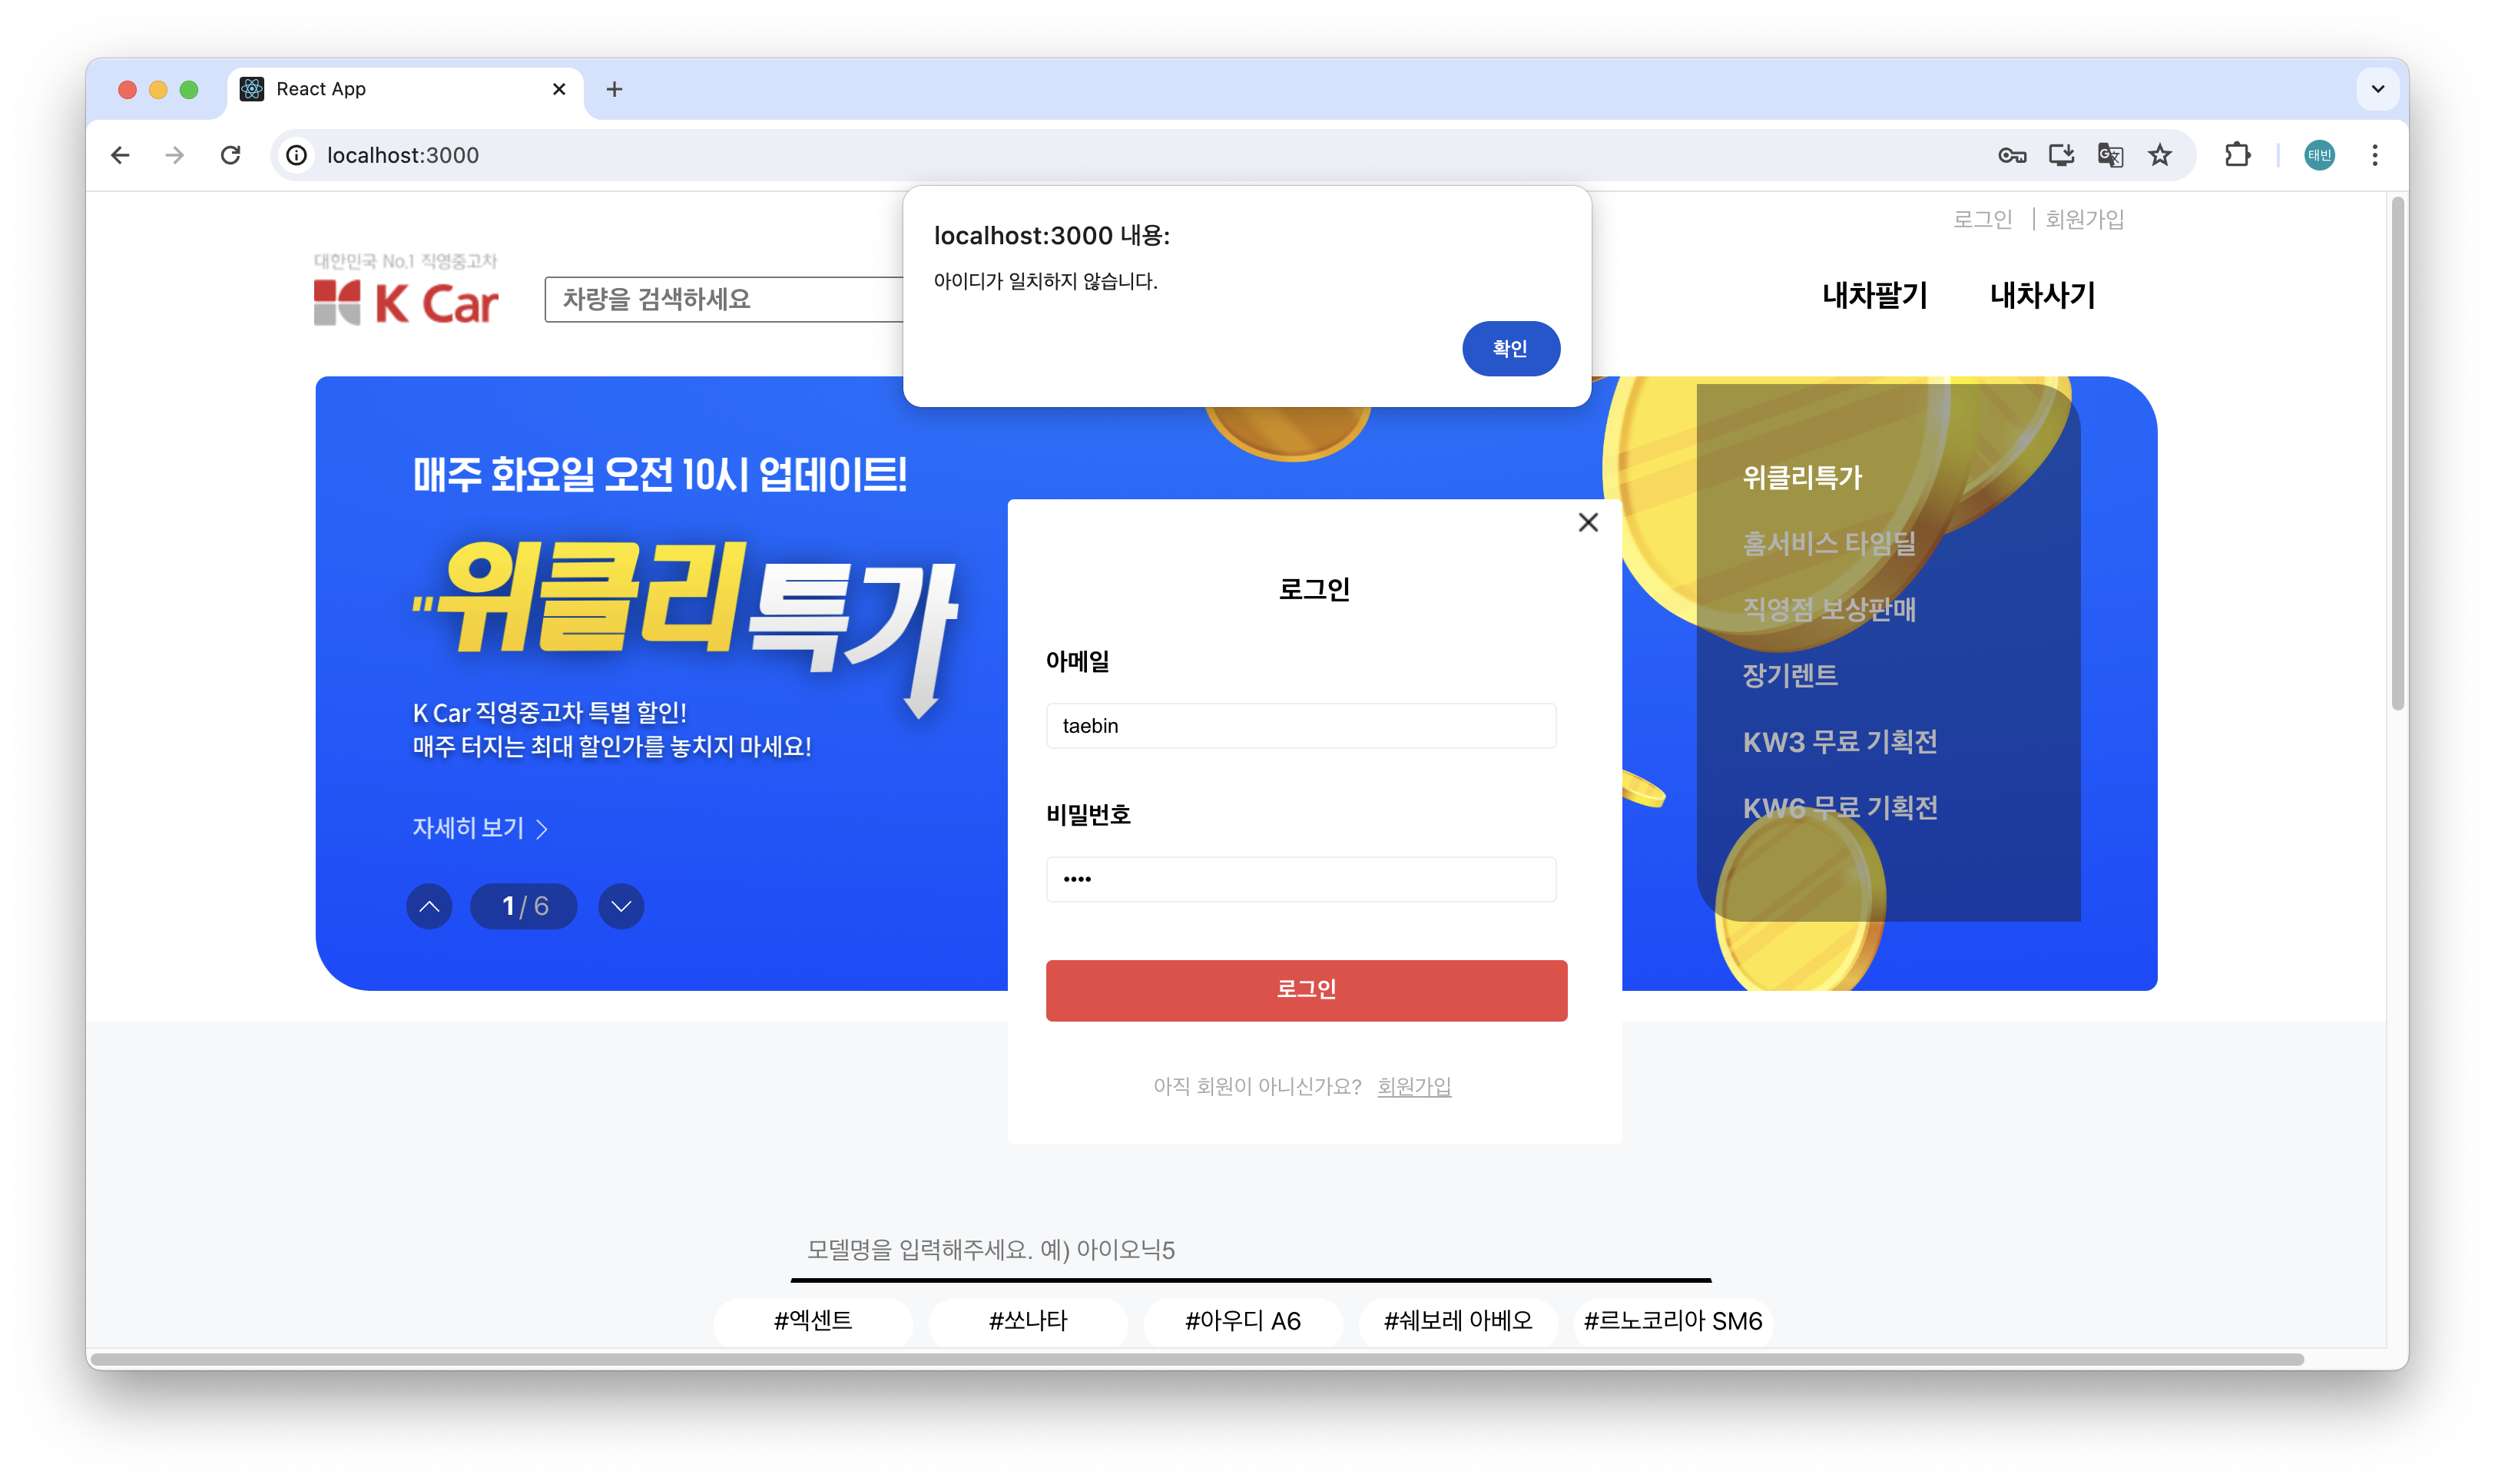 React App
localhost:3000
태빈
localhost:3000 내용:
아이디가 일치하지 않습니다.
확인
로그인 | 회원가입
대한민국 No.1 직영중고차
K Car
차량을 검색하세요
내차팔기 내차사기
매주 화요일 오전 10시 업데이트!
"위클리특가
K Car 직영중고차 특별 할인!
매주 터지는 최대 할인가를 놓치지 마세요!
자세히 보기
1 / 6
위클리특가
홈서비스 타임딜
직영점 보상판매
장기렌트
KW3 무료 기획전
KW6 무료 기획전
로그인
아메일
taebin
비밀번호
••••
로그인
아직 회원이 아니신가요? 회원가입
모델명을 입력해주세요. 예) 아이오닉5
#엑센트 #쏘나타 #아우디 A6 #쉐보레 아베오 #르노코리아 SM6